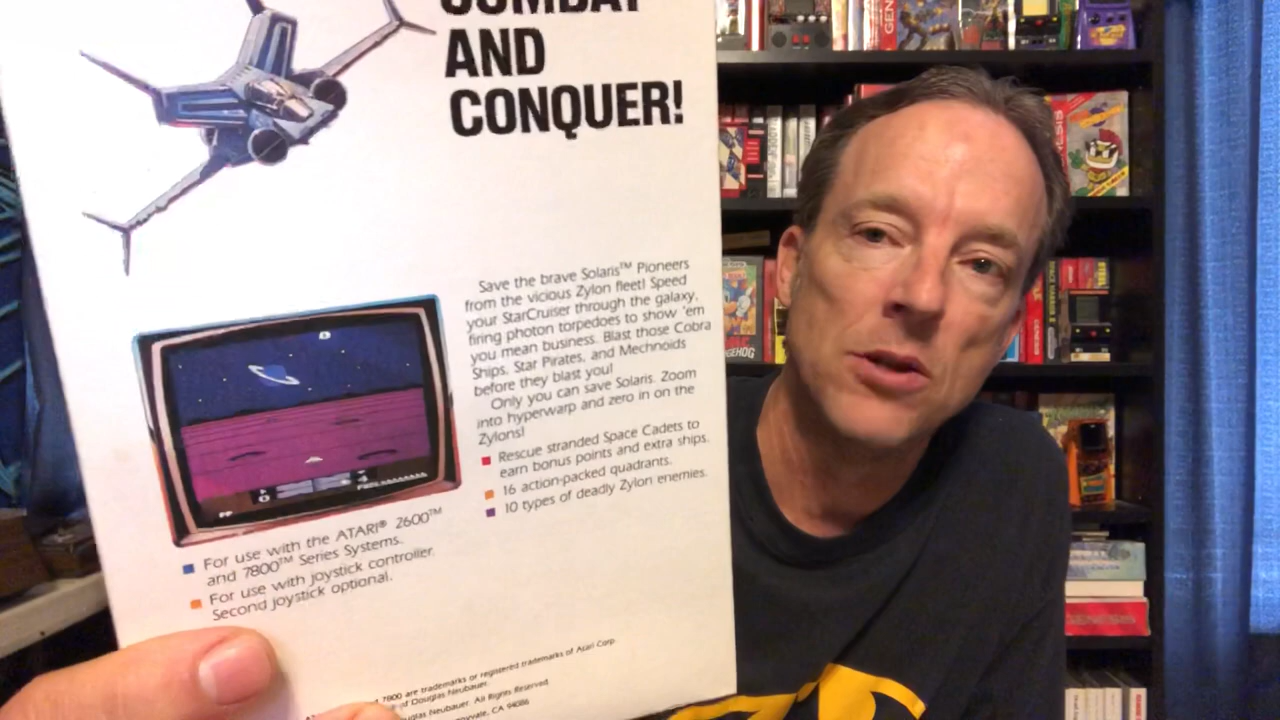 COMBAT
AND
CONQUER!
Save the brave Solaris™ Pioneers
from the vicious Zylon fleet! Speed
your StarCruiser through the galaxy,
firing photon torpedoes to show 'em
you mean business. Blast those Cobra
Ships, Star Pirates, and Mechnoids
before they blast you!
Only you can save Solaris. Zoom
into hyperwarp and zero in on the
Zylons!
Rescue stranded Space Cadets to
earn bonus points and extra ships.
16 action-packed quadrants.
10 types of deadly Zylon enemies.
For use with the ATARI® 2600™
and 7800™ Series Systems.
For use with joystick controller.
Second joystick optional.
7800 are trademarks or registered trademarks of Atari Corp.
of Douglas Neubauer.
Douglas Neubauer. All Rights Reserved.
CA 94086
GENESIS
HEDGEHOG